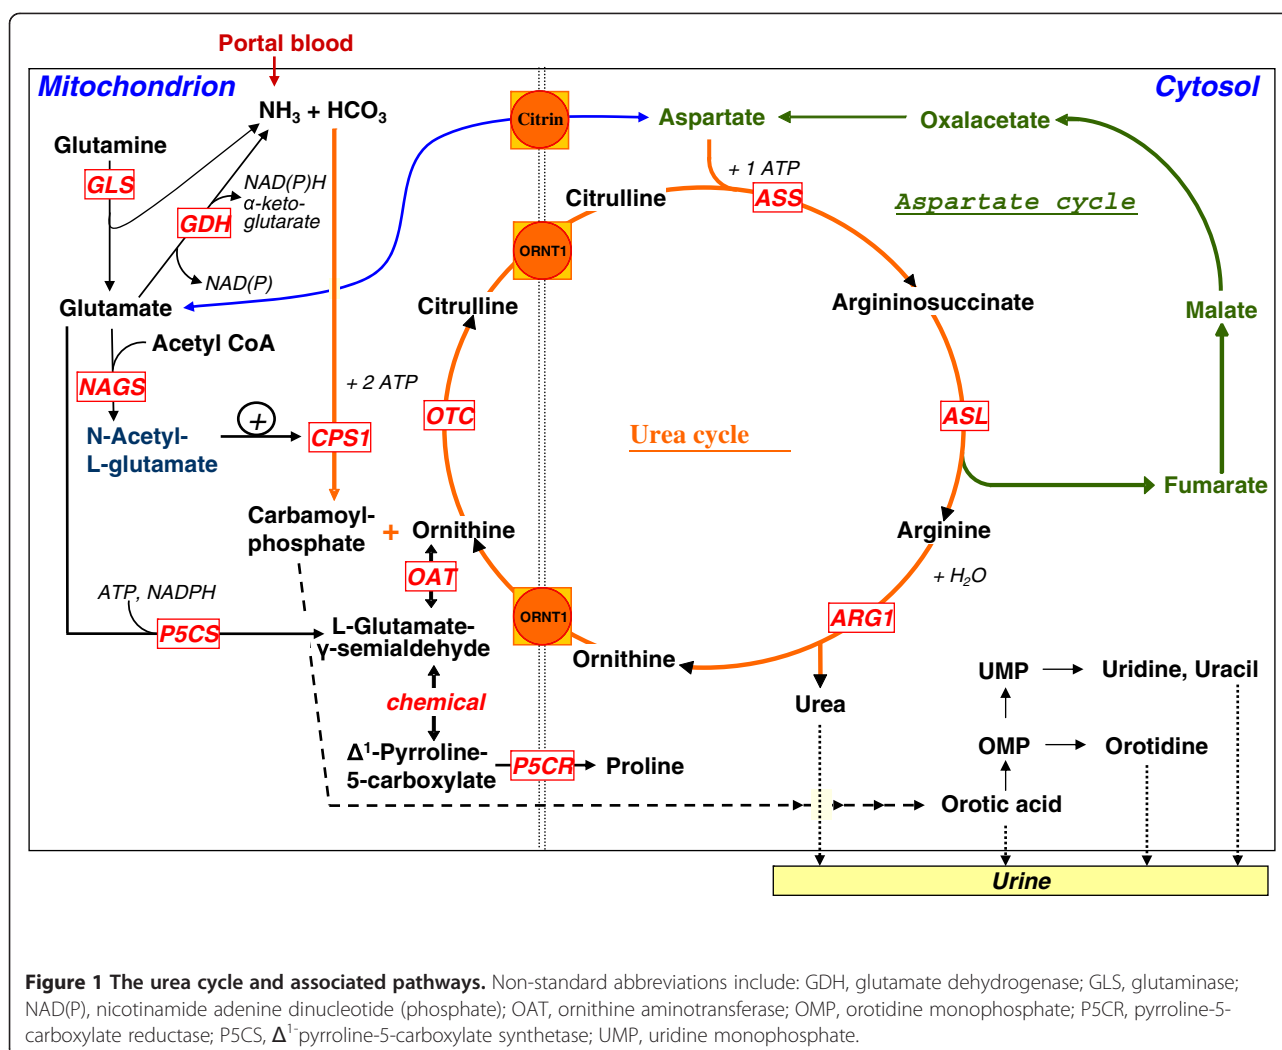 Portal blood
Mitochondrion
Cytosol
NH₃ + HCO₃
Citrin
Aspartate
Oxalacetate
Glutamine
GLS
NAD(P)H
α-keto-
glutarate
GDH
+ 1 ATP
Citrulline
ASS
Aspartate cycle
ORNT1
NAD(P)
Glutamate
Citrulline
Argininosuccinate
Malate
Acetyl CoA
NAGS
+ 2 ATP
OTC
ASL
N-Acetyl-
L-glutamate
+
CPS1
Urea cycle
Fumarate
Carbamoyl-
phosphate
+
Ornithine
Arginine
OAT
+ H₂O
ATP, NADPH
P5CS
L-Glutamate-
γ-semialdehyde
ORNT1
ARG1
Ornithine
UMP
Uridine, Uracil
chemical
Urea
Δ¹-Pyrroline-
5-carboxylate
P5CR
Proline
OMP
Orotidine
Orotic acid
Urine
Figure 1 The urea cycle and associated pathways. Non-standard abbreviations include: GDH, glutamate dehydrogenase; GLS, glutaminase;
NAD(P), nicotinamide adenine dinucleotide (phosphate); OAT, ornithine aminotransferase; OMP, orotidine monophosphate; P5CR, pyrroline-5-
carboxylate reductase; P5CS, Δ¹⁻pyrroline-5-carboxylate synthetase; UMP, uridine monophosphate.